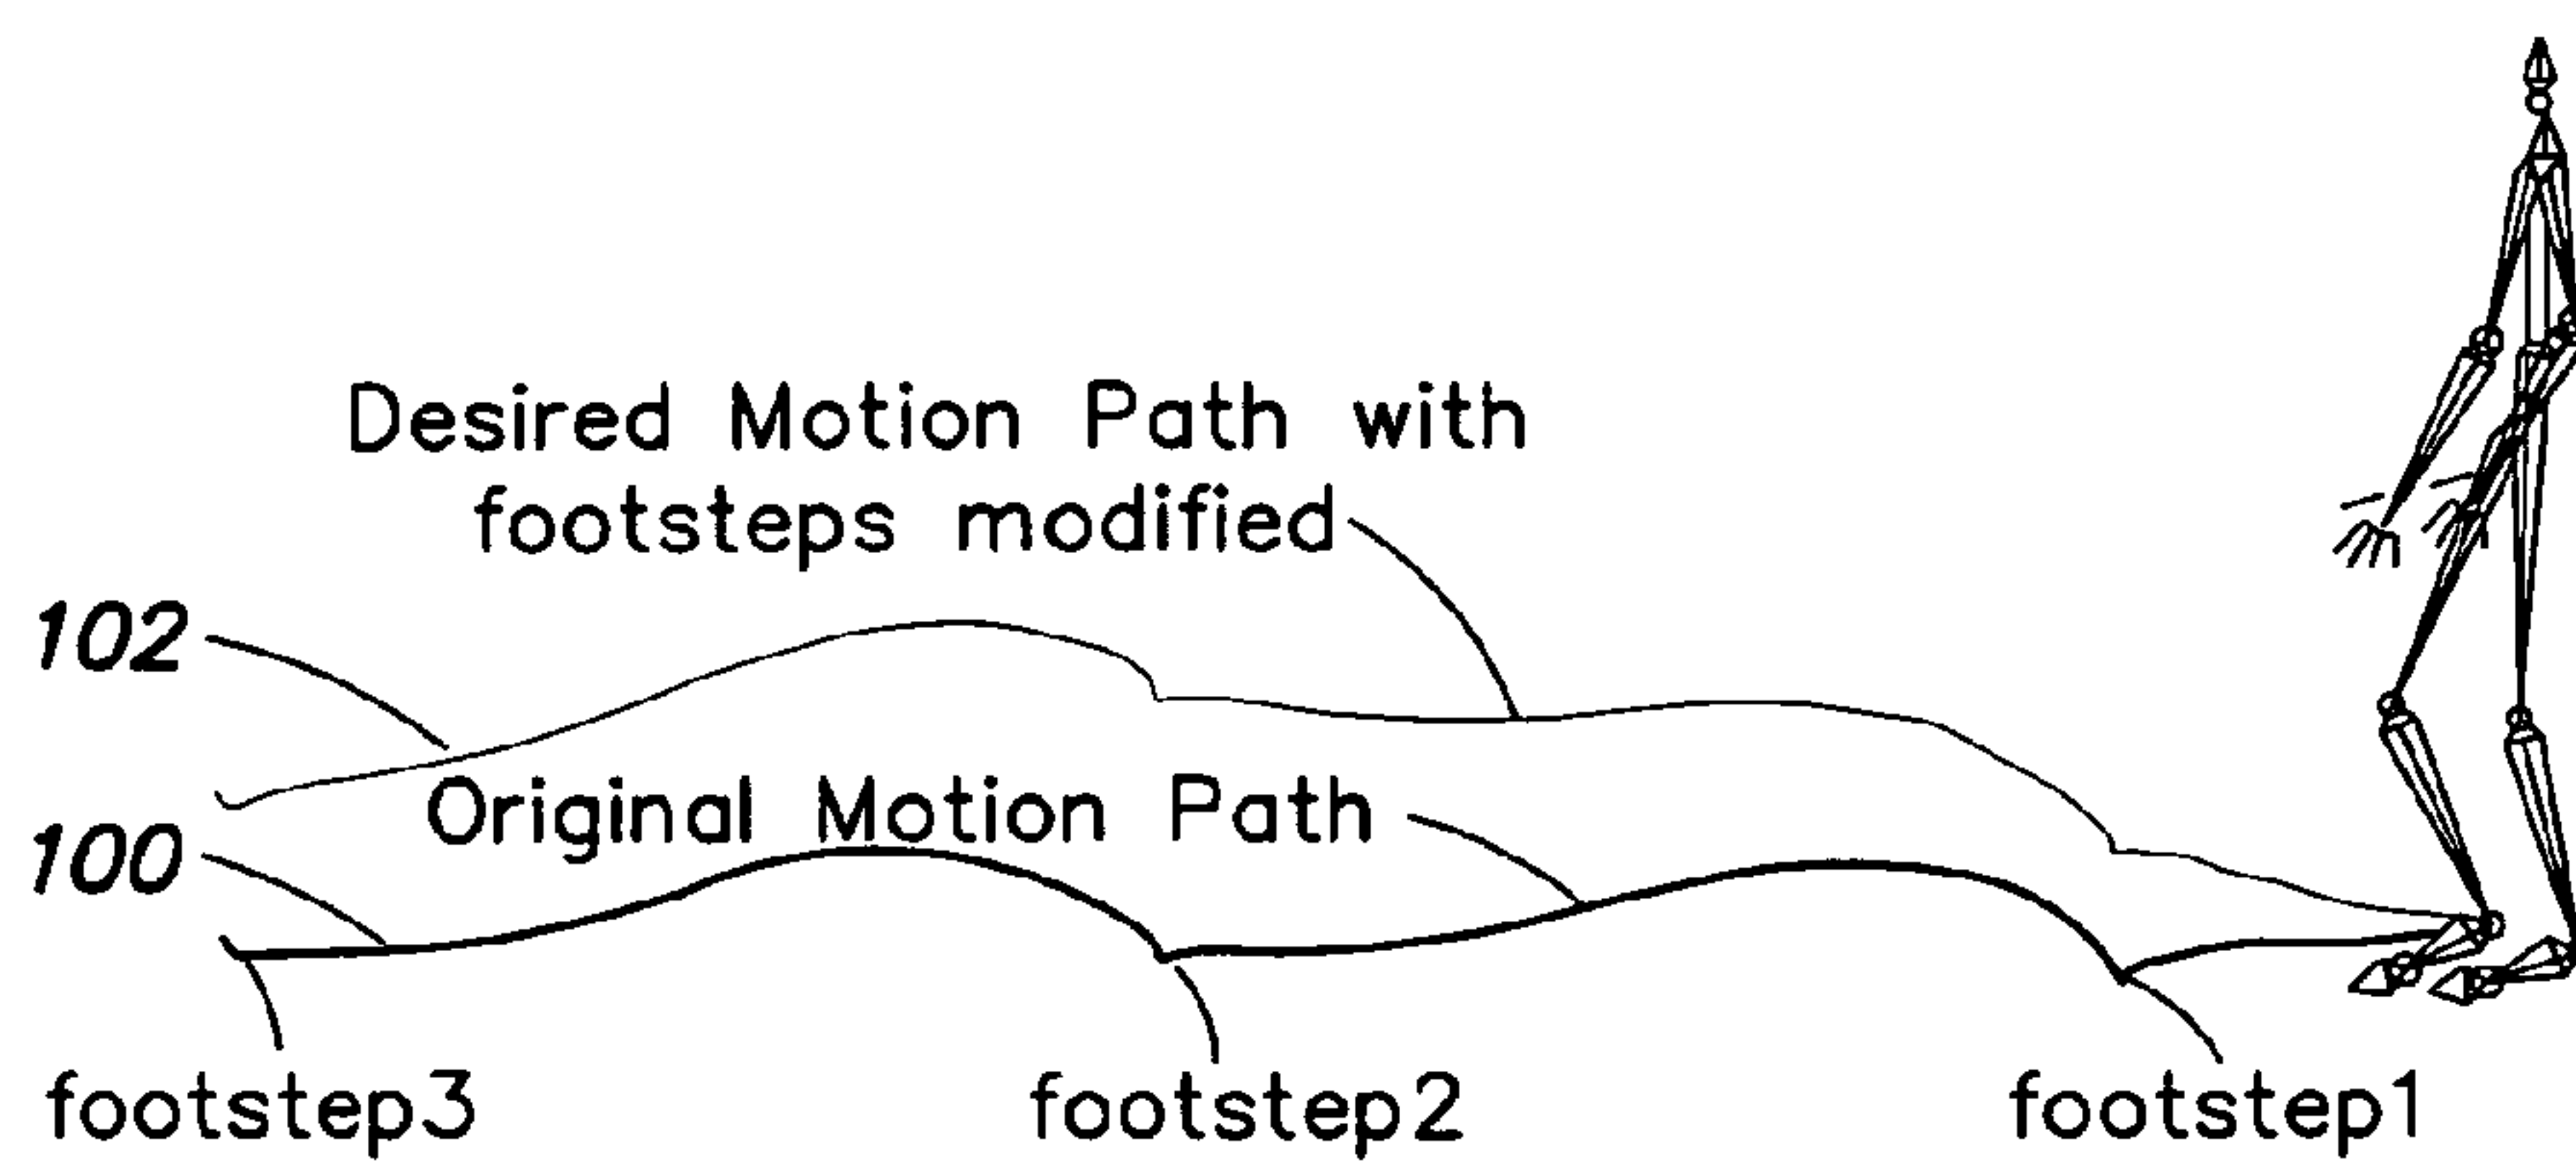 Desired Motion Path with
footsteps modified
102
Original Motion Path
100
footstep3
footstep2
footstep1